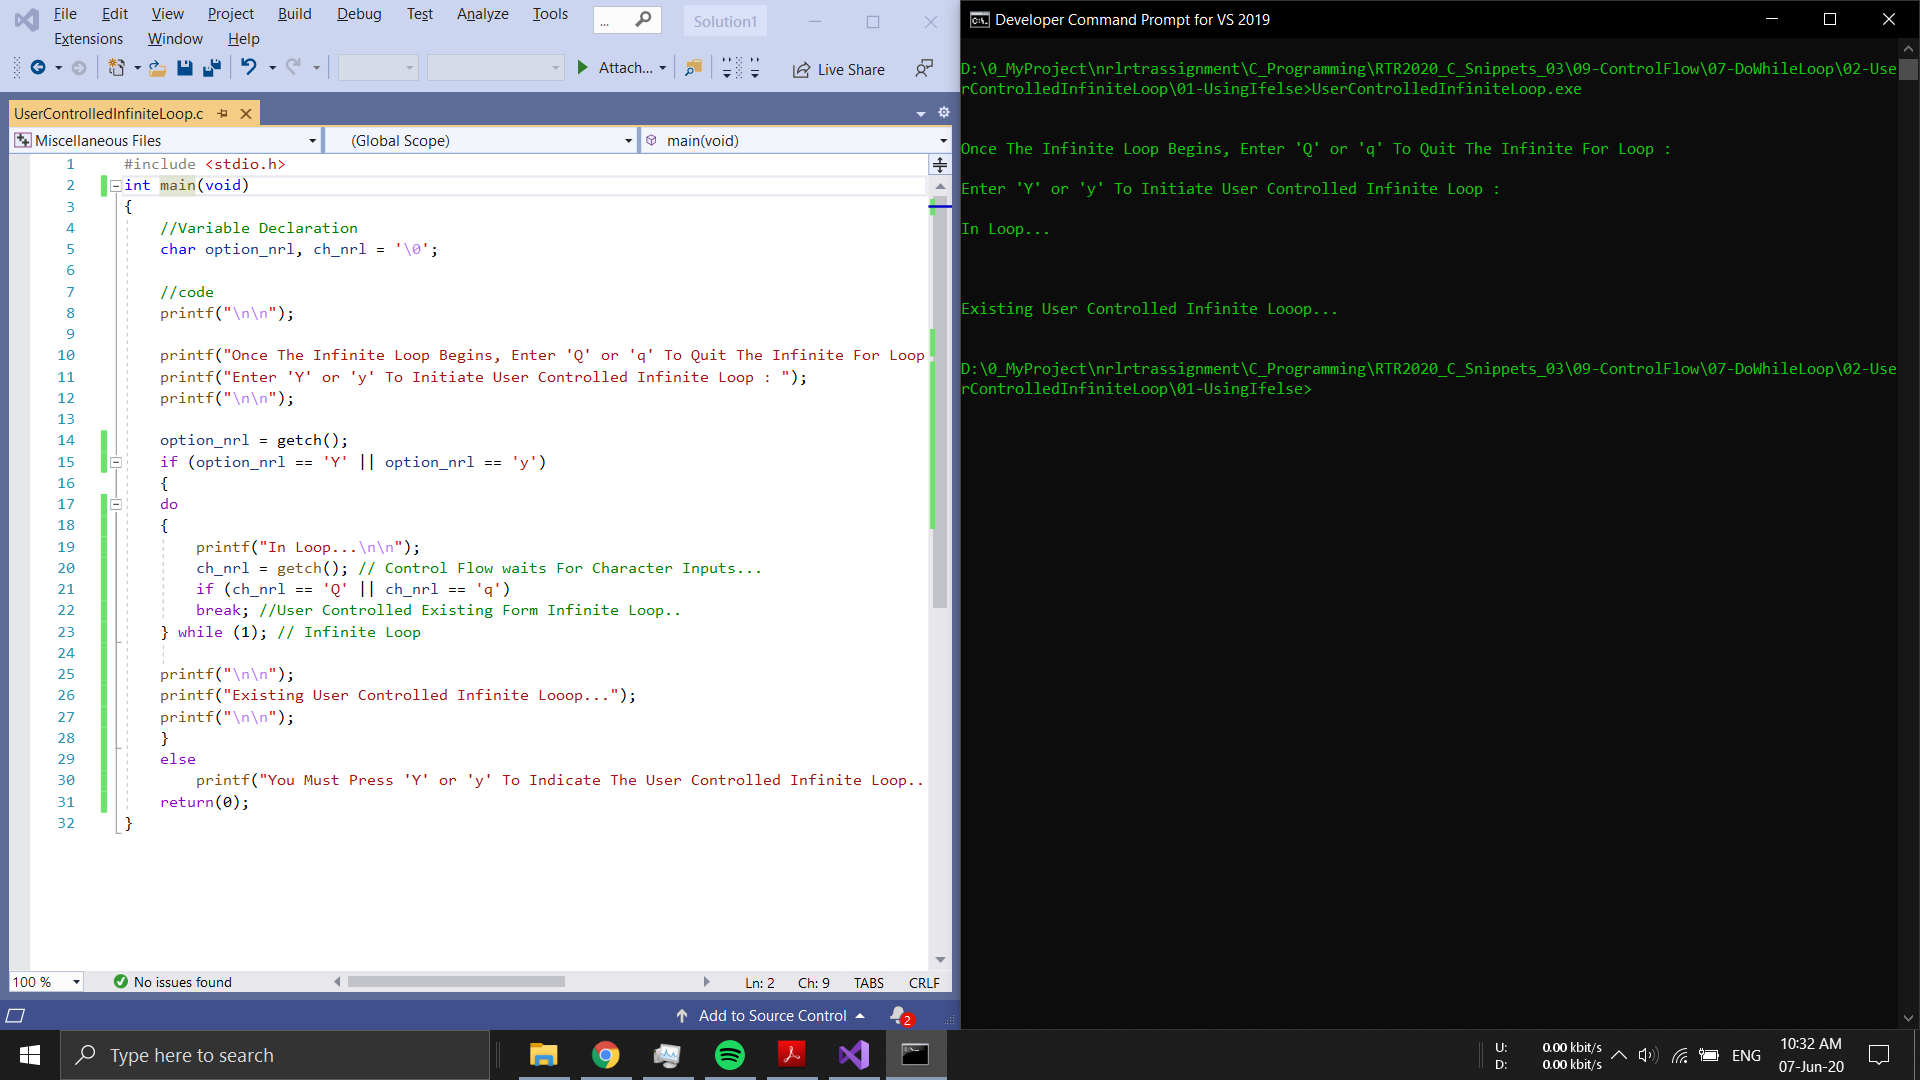 File Edit View Project Build Debug Test Analyze Tools ... Solution1
Extensions Window Help
Attach... Live Share
UserControlledInfiniteLoop.c
Miscellaneous Files (Global Scope) main(void)
1 #include <stdio.h>
2 int main(void)
3 {
4 //Variable Declaration
5 char option_nrl, ch_nrl = '\0';
6
7 //code
8 printf("\n\n");
9
10 printf("Once The Infinite Loop Begins, Enter 'Q' or 'q' To Quit The Infinite For Loop
11 printf("Enter 'Y' or 'y' To Initiate User Controlled Infinite Loop : ");
12 printf("\n\n");
13
14 option_nrl = getch();
15 if (option_nrl == 'Y' || option_nrl == 'y')
16 {
17 do
18 {
19 printf("In Loop...\n\n");
20 ch_nrl = getch(); // Control Flow waits For Character Inputs...
21 if (ch_nrl == 'Q' || ch_nrl == 'q')
22 break; //User Controlled Existing Form Infinite Loop..
23 } while (1); // Infinite Loop
24
25 printf("\n\n");
26 printf("Existing User Controlled Infinite Looop...");
27 printf("\n\n");
28 }
29 else
30 printf("You Must Press 'Y' or 'y' To Indicate The User Controlled Infinite Loop..
31 return(0);
32 }
100 % No issues found Ln: 2 Ch: 9 TABS CRLF
Add to Source Control 2
Developer Command Prompt for VS 2019
D:\0_MyProject\nrlrtrassignment\C_Programming\RTR2020_C_Snippets_03\09-ControlFlow\07-DoWhileLoop\02-Use
rControlledInfiniteLoop\01-UsingIfelse>UserControlledInfiniteLoop.exe
Once The Infinite Loop Begins, Enter 'Q' or 'q' To Quit The Infinite For Loop :
Enter 'Y' or 'y' To Initiate User Controlled Infinite Loop :
In Loop...
Existing User Controlled Infinite Looop...
D:\0_MyProject\nrlrtrassignment\C_Programming\RTR2020_C_Snippets_03\09-ControlFlow\07-DoWhileLoop\02-Use
rControlledInfiniteLoop\01-UsingIfelse>
Type here to search
U: 0.00 kbit/s
D: 0.00 kbit/s
ENG
10:32 AM
07-Jun-20